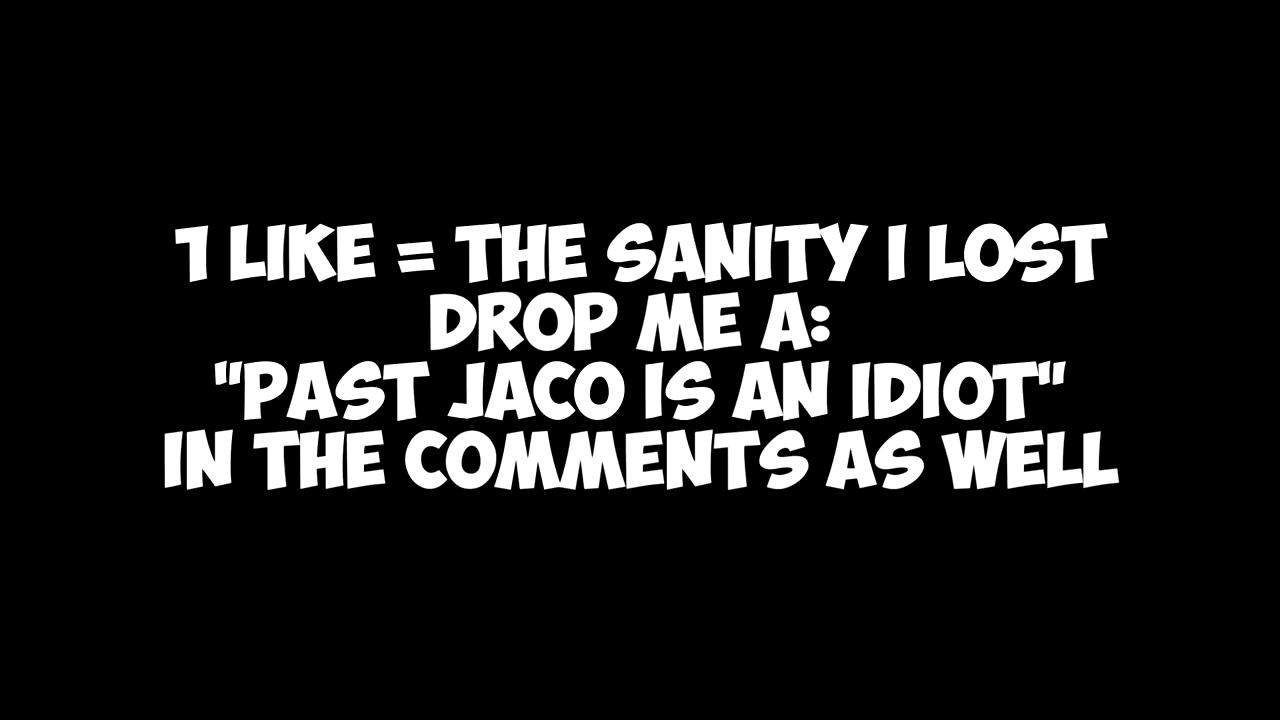 1 LIKE = THE SANITY I LOST
DROP ME A:
"PAST JACO IS AN IDIOT"
IN THE COMMENTS AS WELL